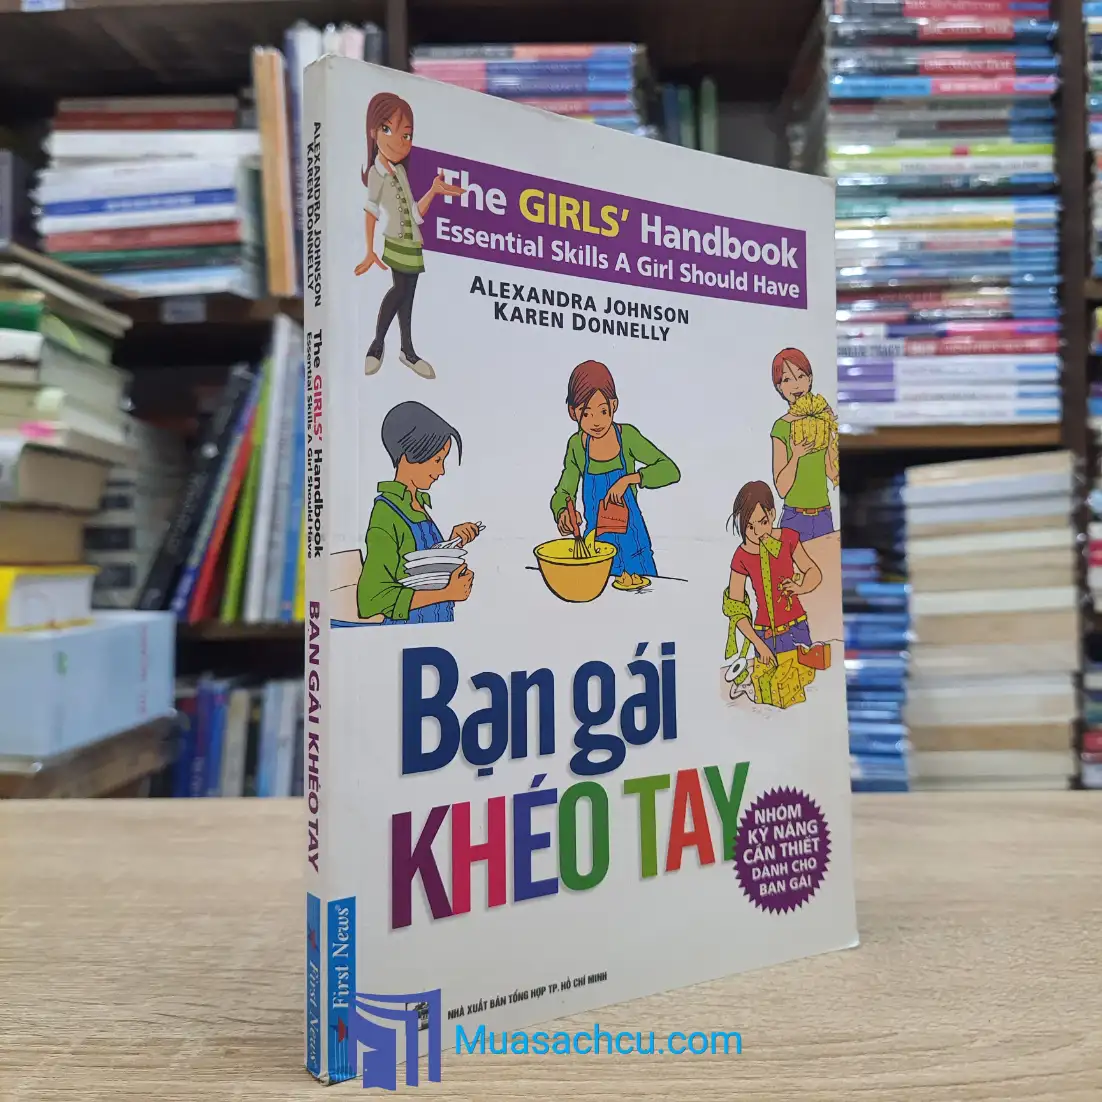 The GIRLS' Handbook
Essential Skills A Girl Should Have
ALEXANDRA JOHNSON
KAREN DONNELLY
Bạn gái
KHÉO TAY
NHÓM
KỸ NĂNG
CẦN THIẾT
DÀNH CHO
BẠN GÁI
NHÀ XUẤT BẢN TỔNG HỢP TP. HỒ CHÍ MINH
First News
ALEXANDRA JOHNSON
KAREN DONNELLY
The GIRLS' Handbook
Essential Skills A Girl Should Have
BẠN GÁI KHÉO TAY
First News
Muasachcu.com